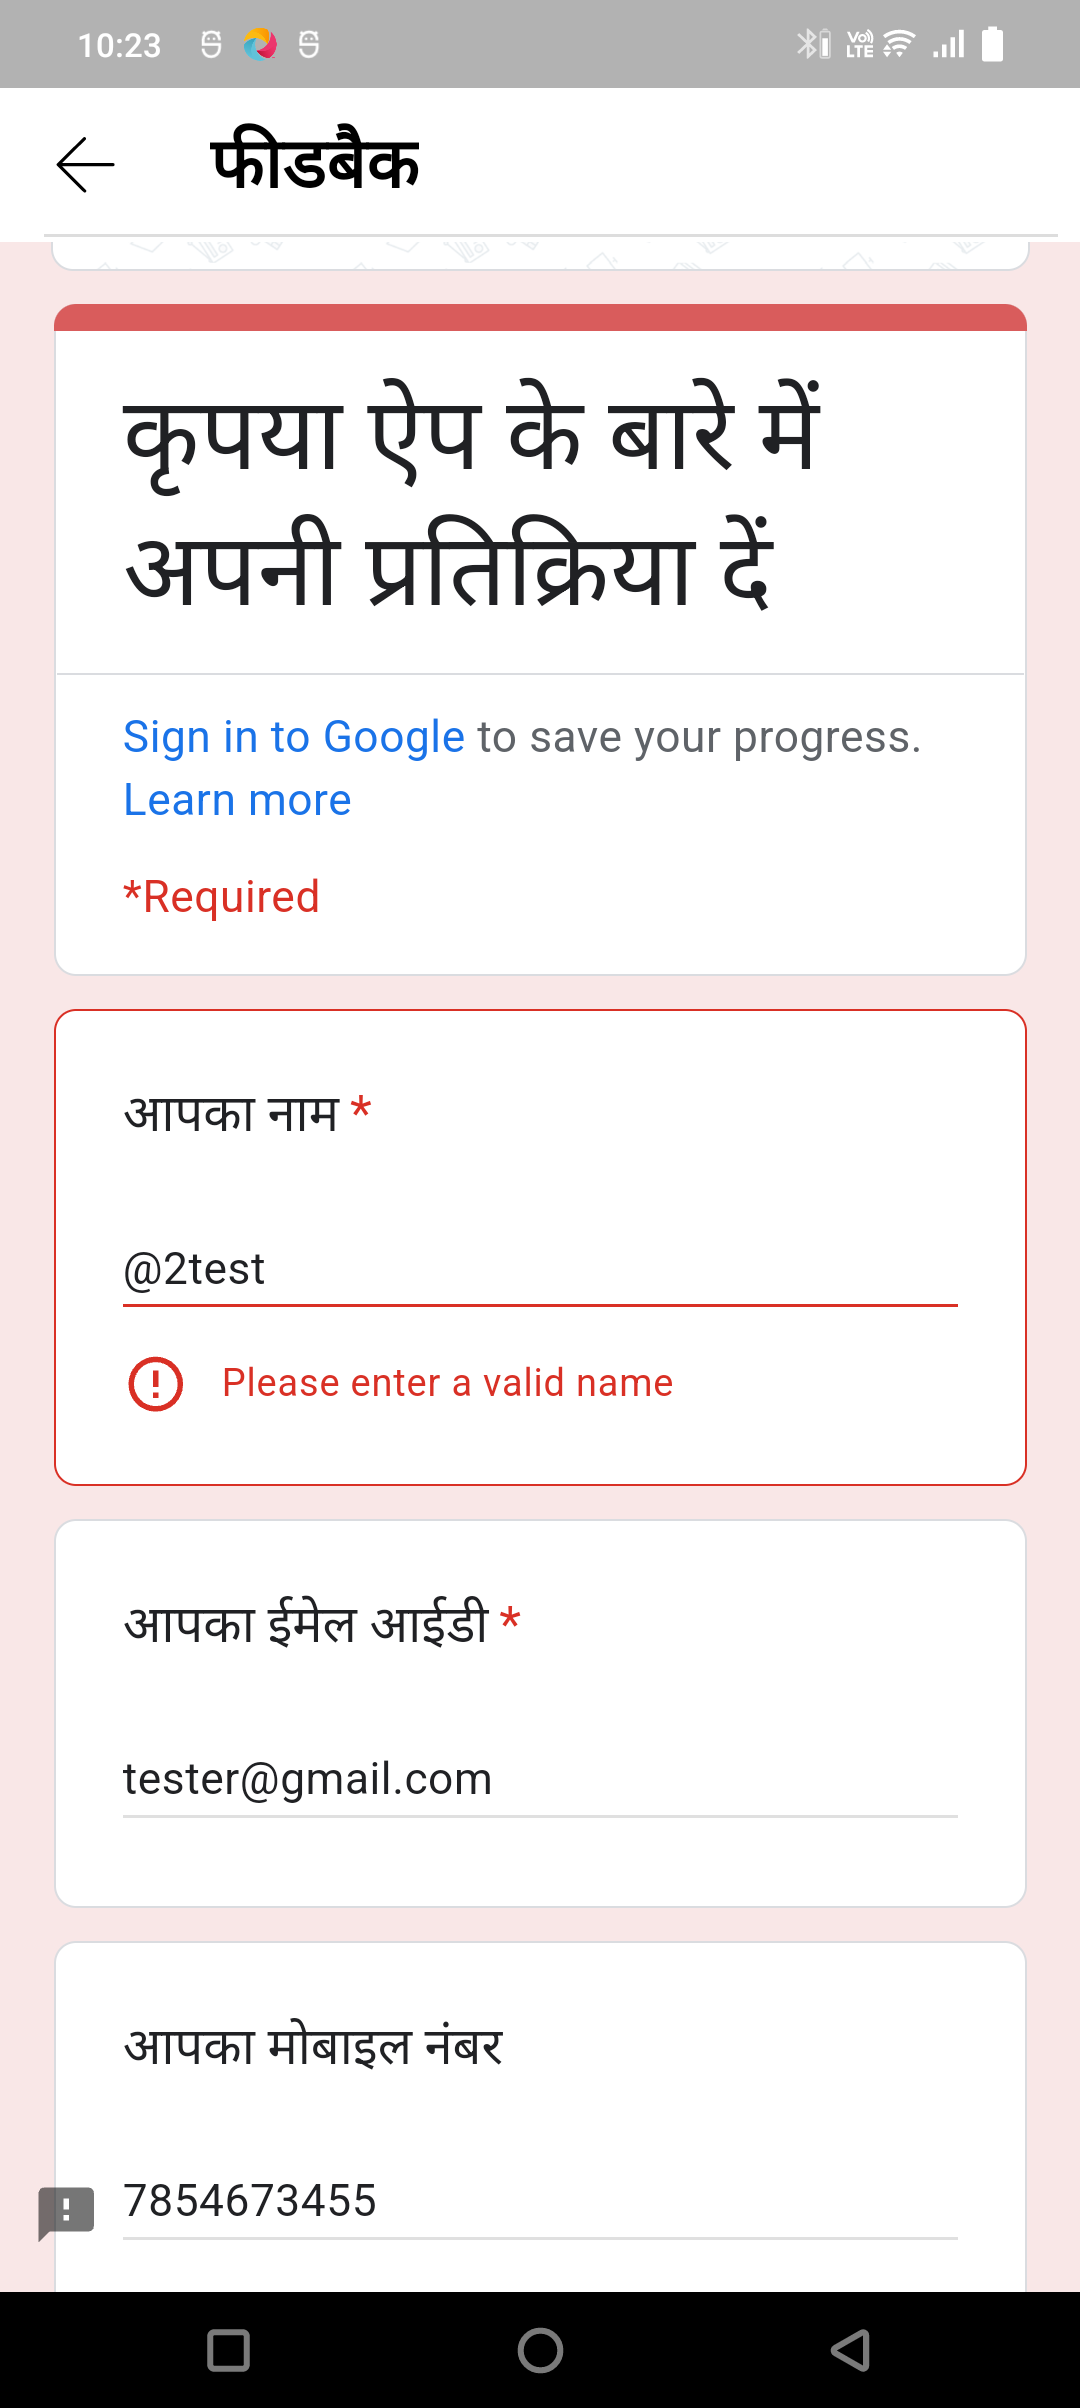 10:23
VoLTE
फीडबैक
कृपया ऐप के बारे में
अपनी प्रतिक्रिया दें
Sign in to Google to save your progress.
Learn more
*Required
आपका नाम *
@2test
Please enter a valid name
आपका ईमेल आईडी *
tester@gmail.com
आपका मोबाइल नंबर
7854673455